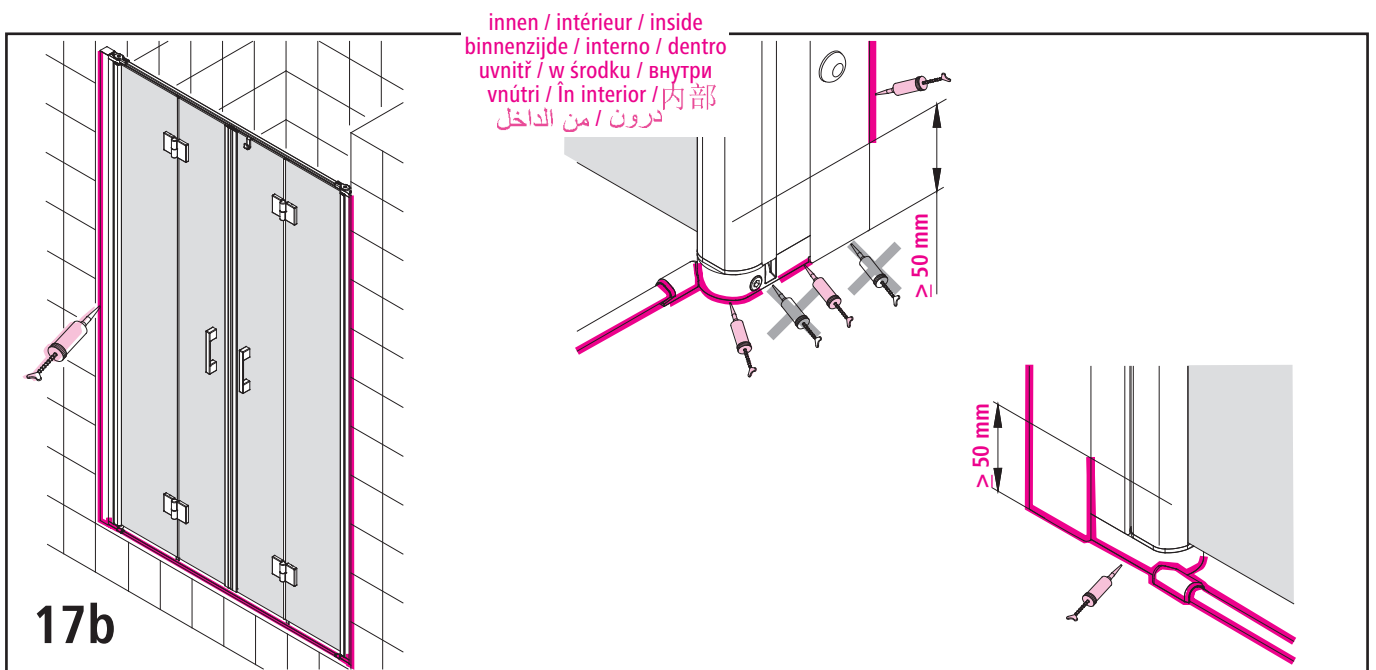 innen / intérieur / inside
binnenzijde / interno / dentro
uvnitř / w środku / внутри
vnútri / În interior / 内部
درون / من الداخل
≥ 50 mm
≥ 50 mm
17b